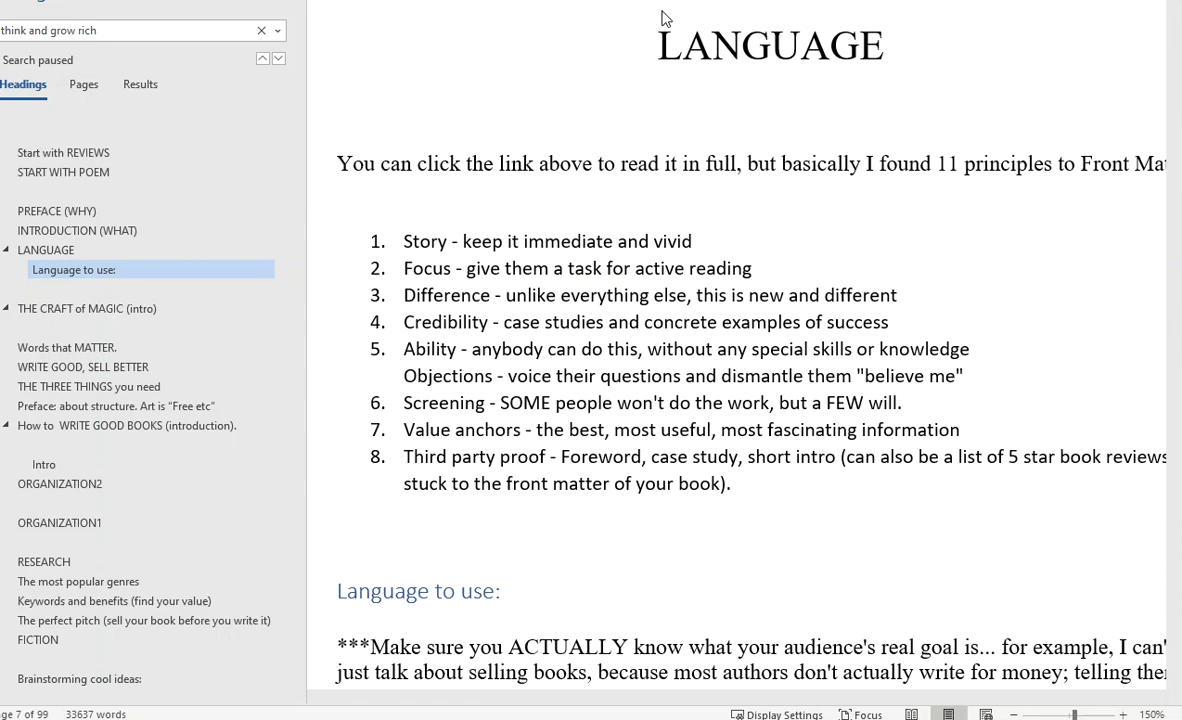 think and grow rich
Search paused
Headings Pages Results
Start with REVIEWS
START WITH POEM
PREFACE (WHY)
INTRODUCTION (WHAT)
LANGUAGE
Language to use:
THE CRAFT of MAGIC (intro)
Words that MATTER.
WRITE GOOD, SELL BETTER
THE THREE THINGS you need
Preface: about structure. Art is "Free etc"
How to WRITE GOOD BOOKS (introduction).
Intro
ORGANIZATION2
ORGANIZATION1
RESEARCH
The most popular genres
Keywords and benefits (find your value)
The perfect pitch (sell your book before you write it)
FICTION
Brainstorming cool ideas:
LANGUAGE
You can click the link above to read it in full, but basically I found 11 principles to Front
1. Story - keep it immediate and vivid
2. Focus - give them a task for active reading
3. Difference - unlike everything else, this is new and different
4. Credibility - case studies and concrete examples of success
5. Ability - anybody can do this, without any special skills or knowledge
Objections - voice their questions and dismantle them "believe me"
6. Screening - SOME people won't do the work, but a FEW will.
7. Value anchors - the best, most useful, most fascinating information
8. Third party proof - Foreword, case study, short intro (can also be a list of 5 star book reviews
stuck to the front matter of your book).
Language to use:
***Make sure you ACTUALLY know what your audience's real goal is... for example, I can'
just talk about selling books, because most authors don't actually write for money; telling
age 7 of 99 33637 words
Display Settings Focus 150%